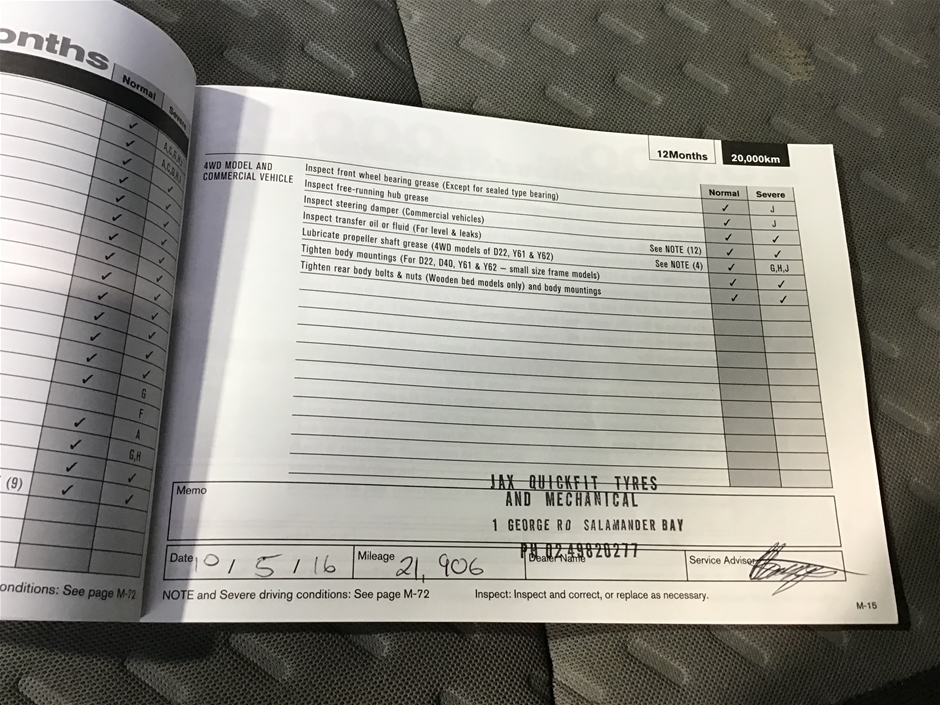 onths
Normal
Severe
A,C,G,H
A,C,G,H
G
F
A
G,H
(9)
onditions: See page M-72
12Months
20,000km
4WD MODEL AND
COMMERCIAL VEHICLE
Normal Severe
Inspect front wheel bearing grease (Except for sealed type bearing) ✓ J
Inspect free-running hub grease ✓ J
Inspect steering damper (Commercial vehicles) ✓ ✓
Inspect transfer oil or fluid (For level & leaks) See NOTE (12) ✓ ✓
Lubricate propeller shaft grease (4WD models of D22, Y61 & Y62) See NOTE (4) ✓ G,H,J
Tighten body mountings (For D22, D40, Y61 & Y62 – small size frame models) ✓ ✓
Tighten rear body bolts & nuts (Wooden bed models only) and body mountings ✓ ✓
Memo
JAX QUICKFIT TYRES
AND MECHANICAL
1 GEORGE RD SALAMANDER BAY
PH 02 49820277
Date 10/5/16 Mileage 21,906 Dealer Name Service Advisor
NOTE and Severe driving conditions: See page M-72 Inspect: Inspect and correct, or replace as necessary.
M-15